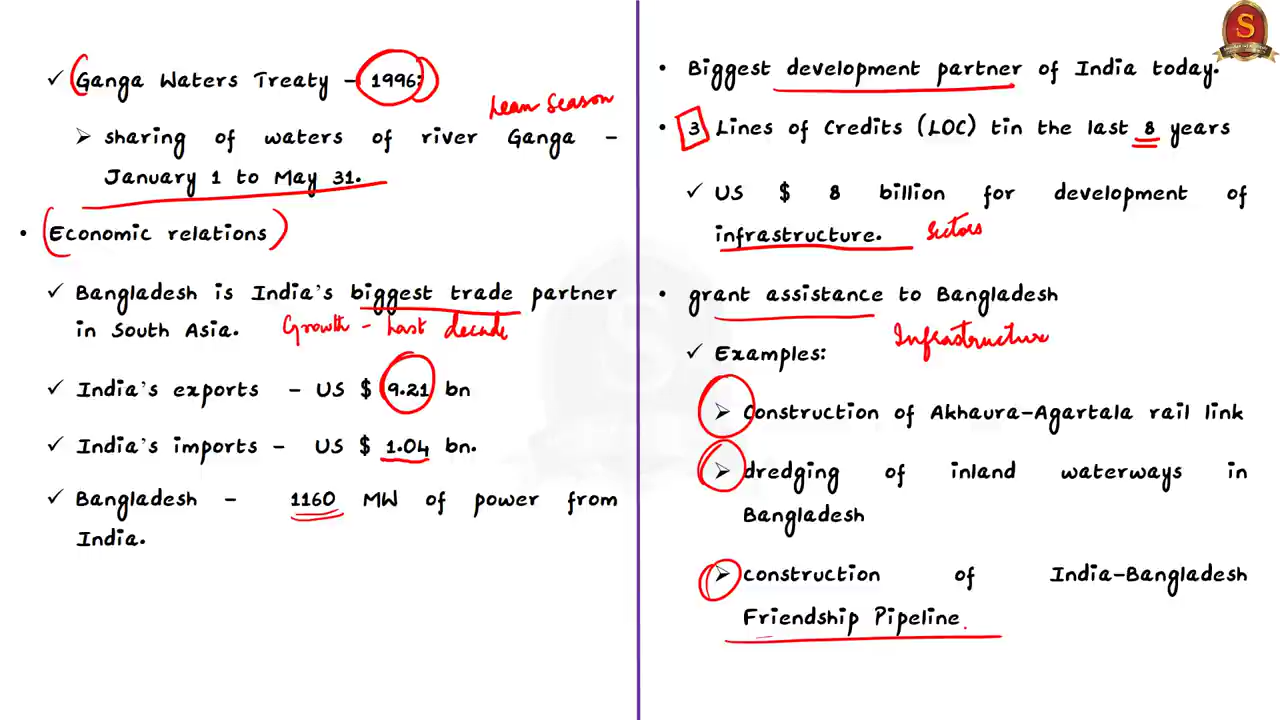 ✓ Ganga Waters Treaty – 1996:
Lean Season
➢ sharing of waters of river Ganga –
January 1 to May 31.
• Economic relations
✓ Bangladesh is India's biggest trade partner
in South Asia.
Growth – Last decade
✓ India's exports – US $ 9.21 bn
✓ India's imports – US $ 1.04 bn.
✓ Bangladesh – 1160 MW of power from
India.
• Biggest development partner of India today.
• 3 Lines of Credits (LOC) tin the last 8 years
✓ US $ 8 billion for development of
infrastructure.
Sectors
• grant assistance to Bangladesh
Infrastructure
✓ Examples:
➢ Construction of Akhaura-Agartala rail link
➢ dredging of inland waterways in
Bangladesh
➢ construction of India-Bangladesh
Friendship Pipeline.
S